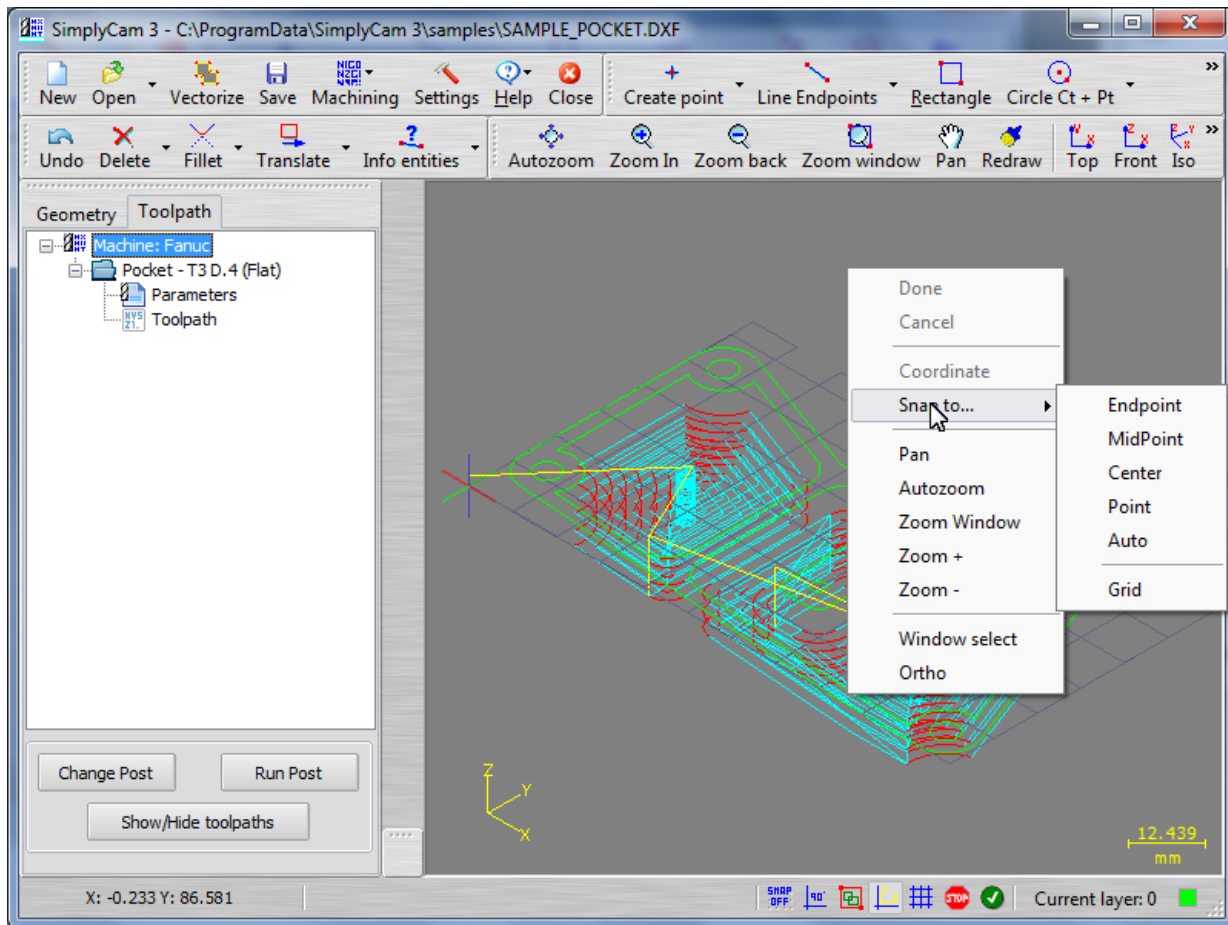 SimplyCam 3 - C:\ProgramData\SimplyCam 3\samples\SAMPLE_POCKET.DXF
New Open Vectorize Save Machining Settings Help Close Create point Line Endpoints Rectangle Circle Ct + Pt
Undo Delete Fillet Translate Info entities Autozoom Zoom In Zoom back Zoom window Pan Redraw Top Front Iso
Geometry Toolpath
Machine: Fanuc
Pocket - T3 D.4 (Flat)
Parameters
Toolpath
Done
Cancel
Coordinate
Snap to...
Pan
Autozoom
Zoom Window
Zoom +
Zoom -
Window select
Ortho
Endpoint
MidPoint
Center
Point
Auto
Grid
Change Post Run Post
Show/Hide toolpaths
Z
Y
X
12.439
mm
X: -0.233 Y: 86.581
SNAP OFF 90° STOP Current layer: 0